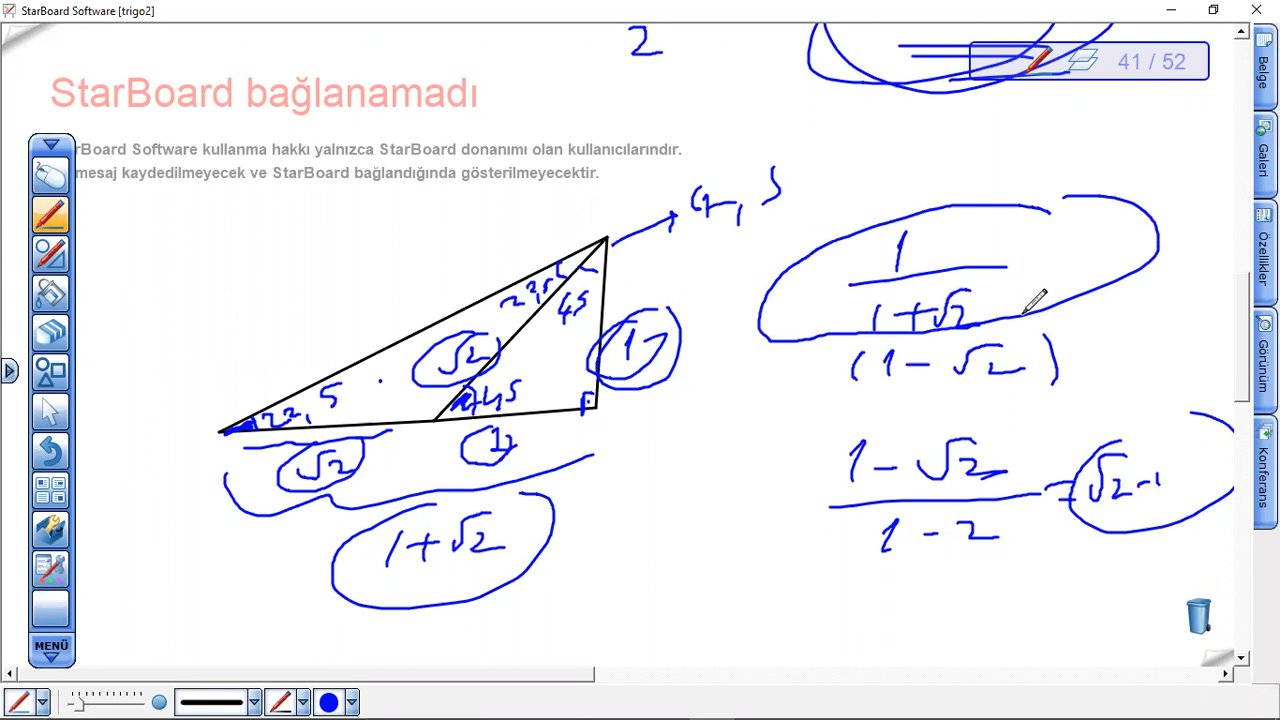 StarBoard Software [trigo2]
2
41 / 52
StarBoard bağlanamadı
rBoard Software kullanma hakkı yalnızca StarBoard donanımı olan kullanıcılarındır.
mesaj kaydedilmeyecek ve StarBoard bağlandığında gösterilmeyecektir.
22,5
45
√2
1
22,5
45
√2
1
1+√2
1
1+√2
(1-√2)
1-√2
1-2
=√2-1
MENÜ
Belge
Galeri
Özellikler
Görünüm
Konferans